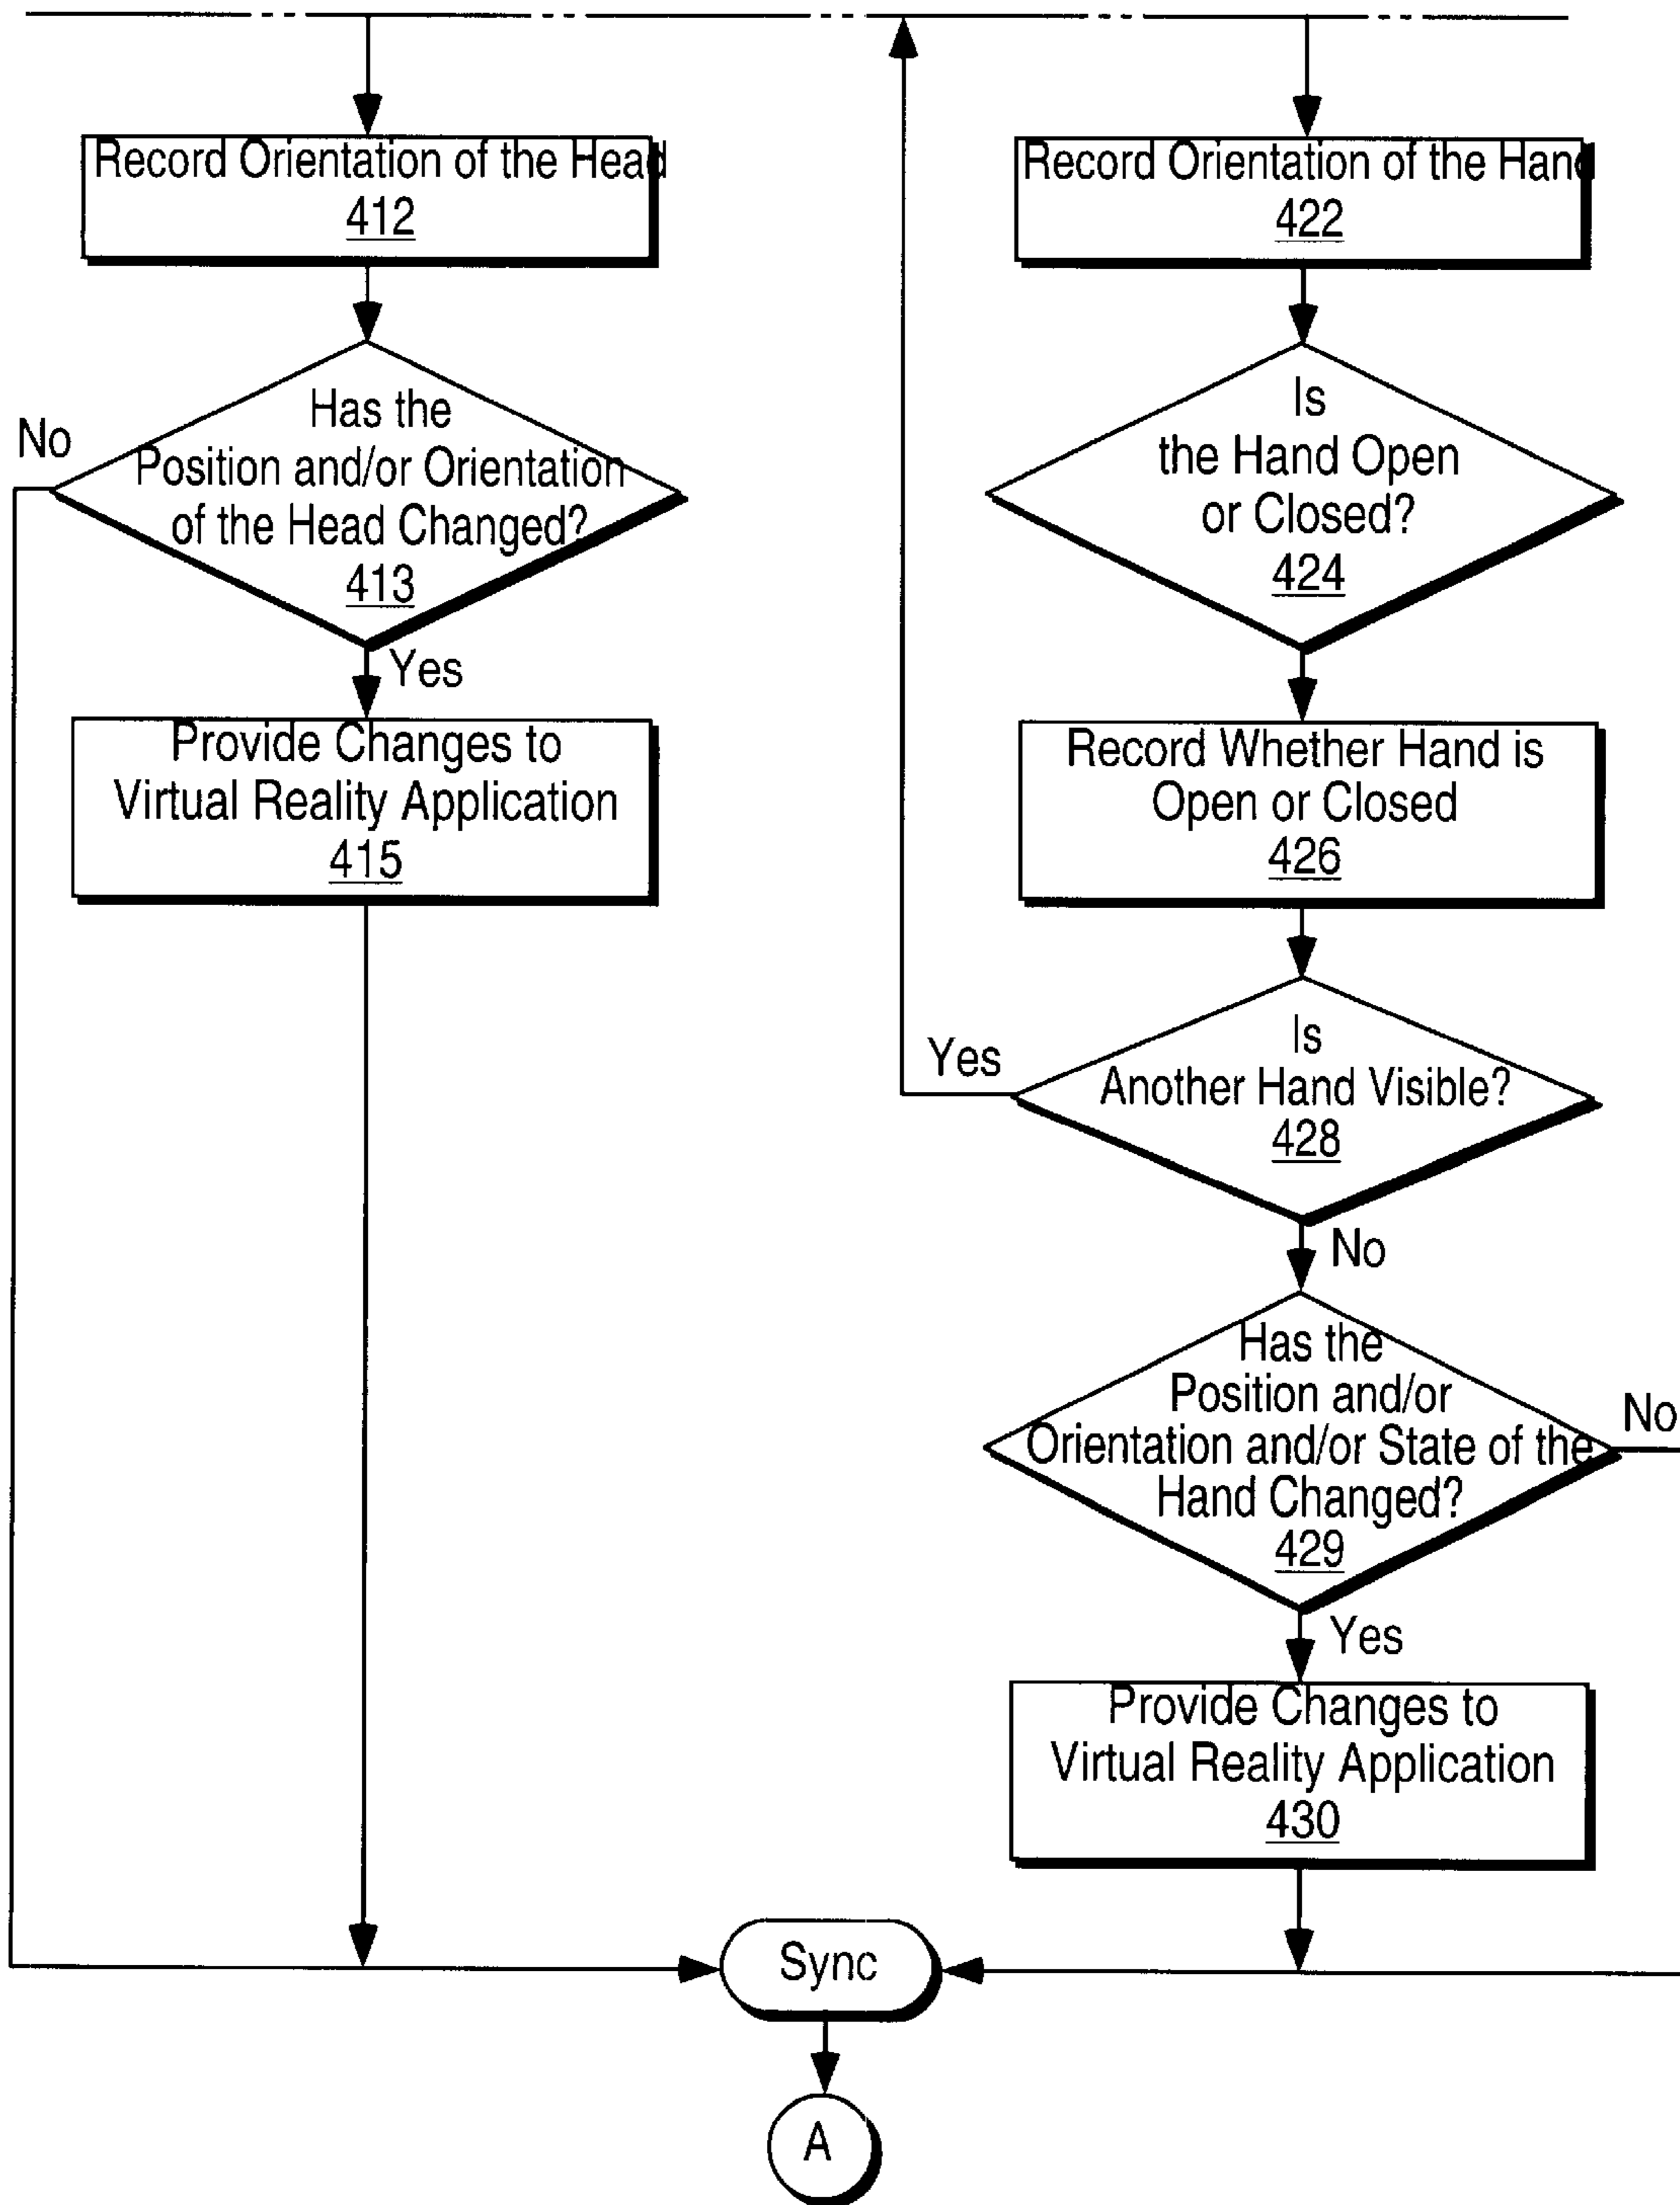 Record Orientation of the Head
412
No
Has the
Position and/or Orientation
of the Head Changed?
413
Yes
Provide Changes to
Virtual Reality Application
415
Record Orientation of the Hand
422
Is
the Hand Open
or Closed?
424
Record Whether Hand is
Open or Closed
426
Yes
Is
Another Hand Visible?
428
No
Has the
Position and/or
Orientation and/or State of the
Hand Changed?
429
No
Yes
Provide Changes to
Virtual Reality Application
430
Sync
A